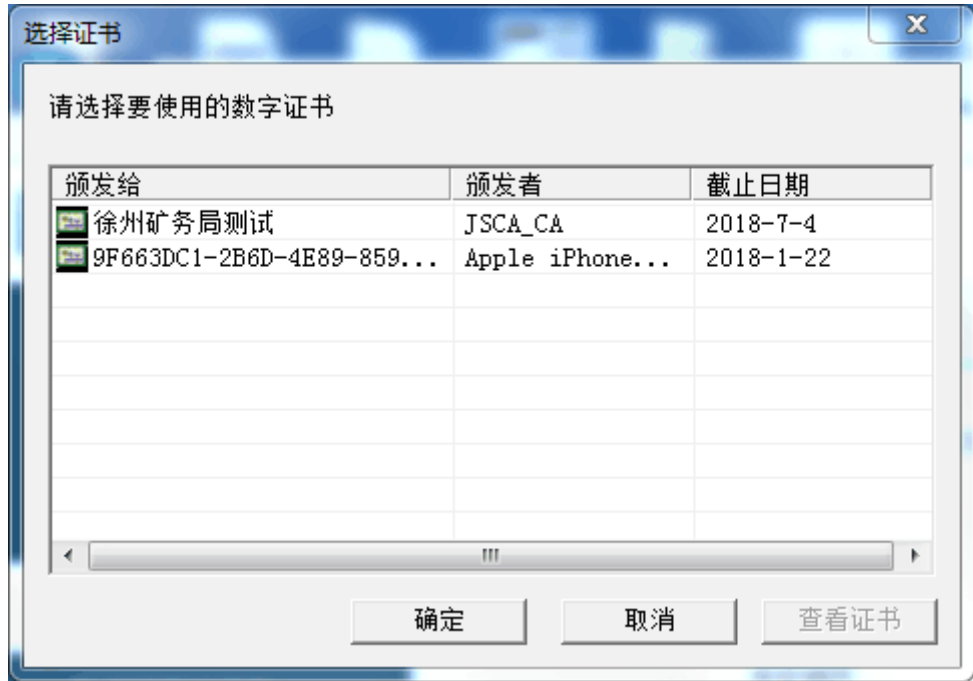 选择证书
请选择要使用的数字证书
颁发给 颁发者 截止日期
徐州矿务局测试 JSCA_CA 2018-7-4
9F663DC1-2B6D-4E89-859... Apple iPhone... 2018-1-22
确定 取消 查看证书